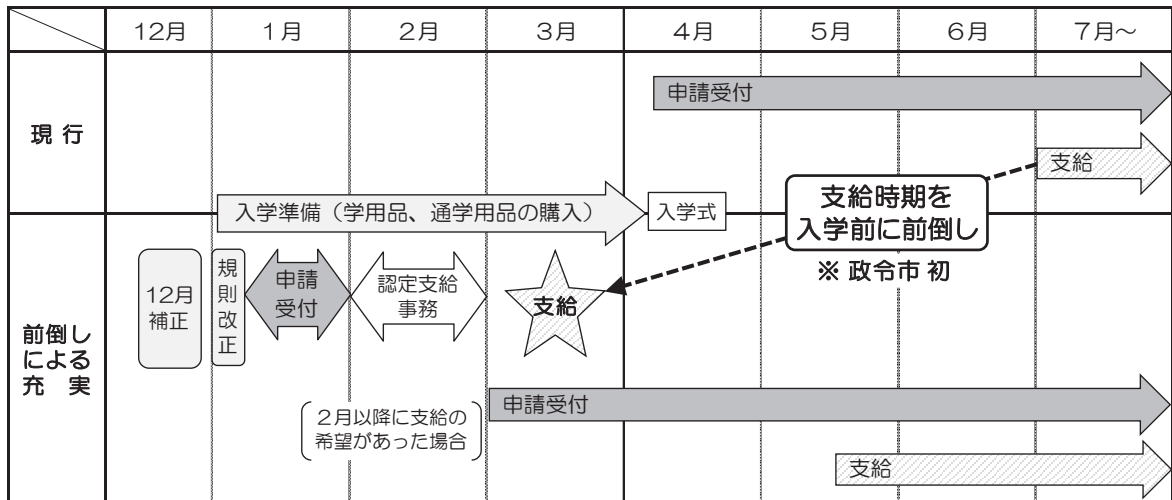 12月
1月
2月
3月
4月
5月
6月
7月~
現 行
申請受付
支給
入学準備(学用品、通学用品の購入)
入学式
支給時期を
入学前に前倒し
※ 政令市 初
前倒し
による
充 実
12月
補正
規
則
改
正
申請
受付
認定支給
事務
支給
申請受付
2月以降に支給の
希望があった場合
支給